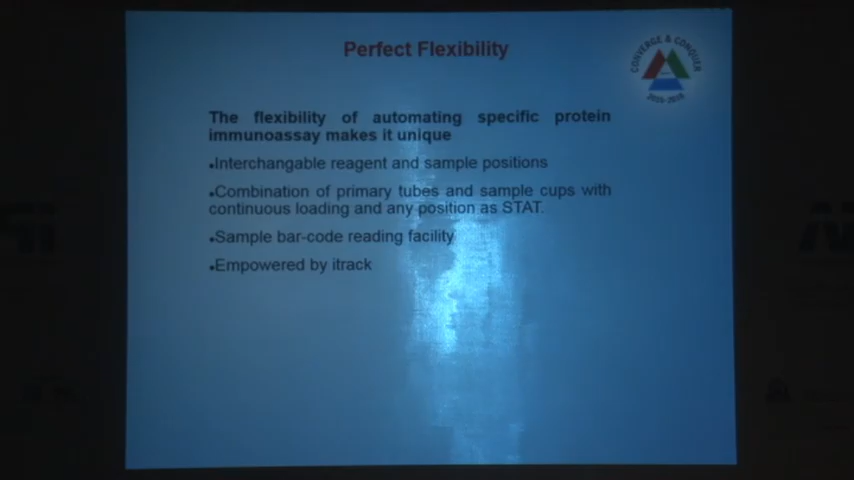 Perfect Flexibility
CONVERGE & CONQUER
The flexibility of automating specific protein
immunoassay makes it unique
•Interchangable reagent and sample positions
•Combination of primary tubes and sample cups with
continuous loading and any position as STAT.
•Sample bar-code reading facility
•Empowered by itrack